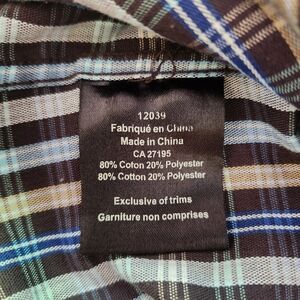 12039
Fabriqué en China
Made in China
CA 27195
80% Coton 20% Polyester
80% Cotton 20% Polyester
Exclusive of trims
Garniture non comprises